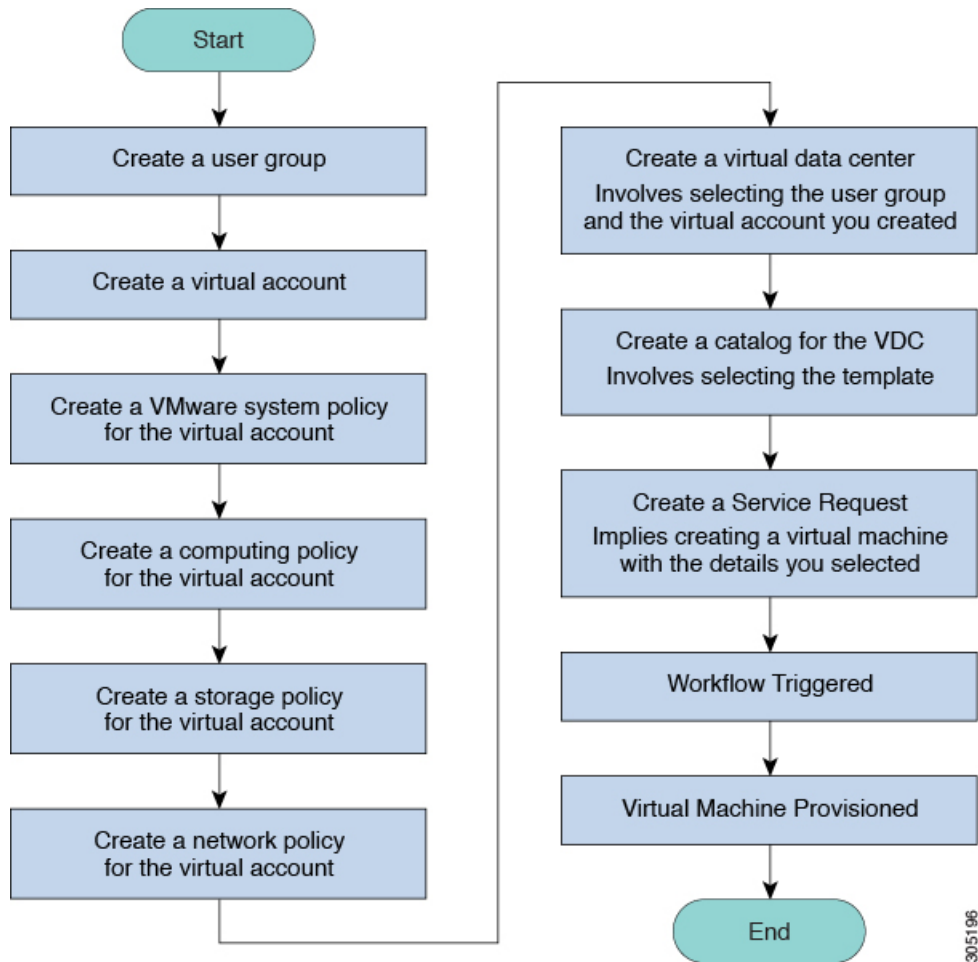 Start
Create a user group
Create a virtual account
Create a VMware system policy
for the virtual account
Create a computing policy
for the virtual account
Create a storage policy
for the virtual account
Create a network policy
for the virtual account
Create a virtual data center
Involves selecting the user group
and the virtual account you created
Create a catalog for the VDC
Involves selecting the template
Create a Service Request
Implies creating a virtual machine
with the details you selected
Workflow Triggered
Virtual Machine Provisioned
End
305196